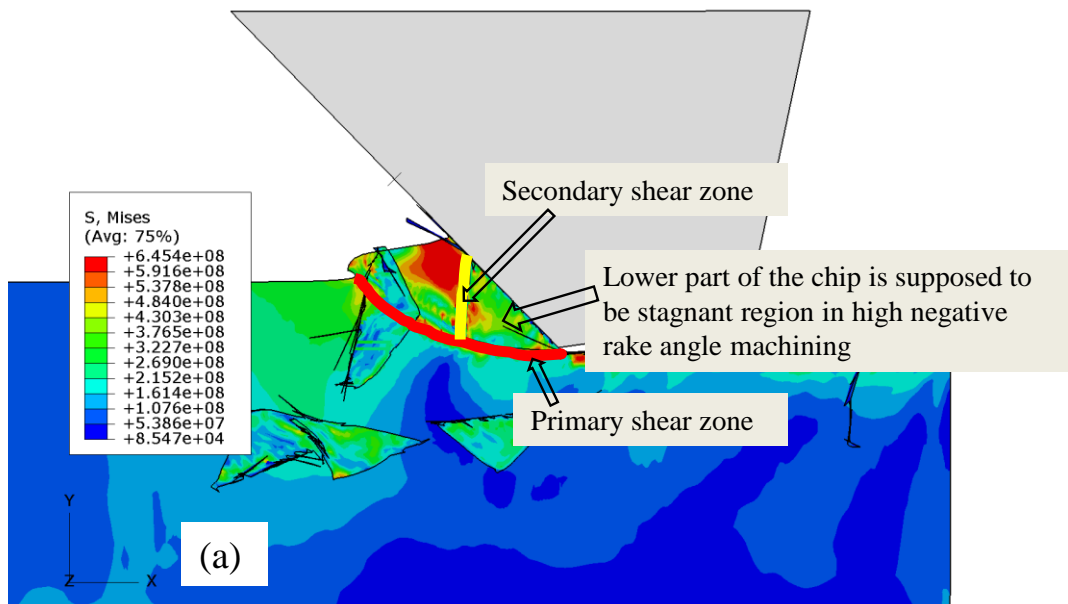 Secondary shear zone
S, Mises
(Avg: 75%)
+6.454e+08
+5.916e+08
+5.378e+08
+4.840e+08
+4.303e+08
+3.765e+08
+3.227e+08
+2.690e+08
+2.152e+08
+1.614e+08
+1.076e+08
+5.386e+07
+8.547e+04
Lower part of the chip is supposed to
be stagnant region in high negative
rake angle machining
Primary shear zone
Y
Z
X
(a)